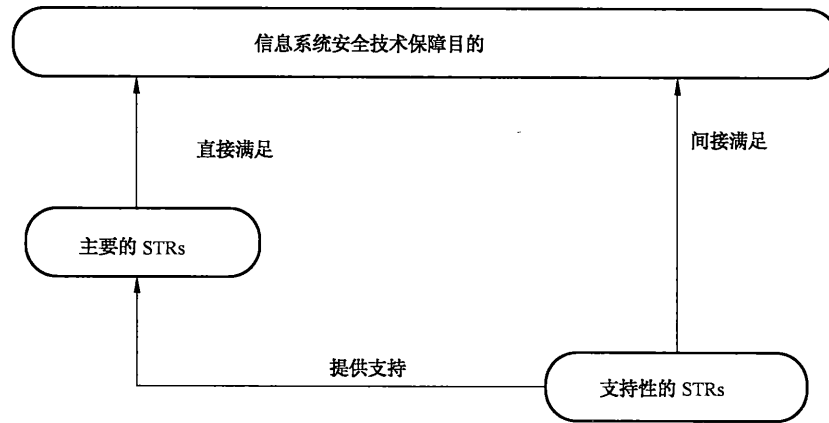 信息系统安全技术保障目的
直接满足
间接满足
主要的 STRs
提供支持
支持性的 STRs